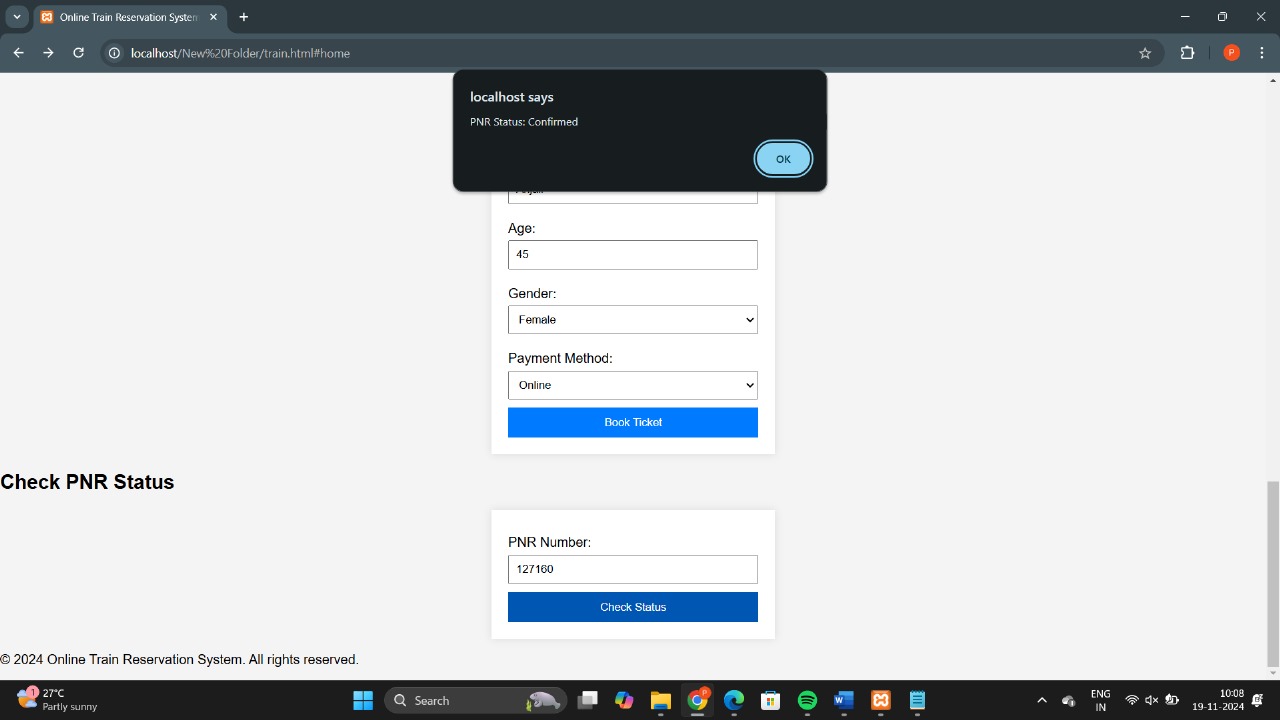 Online Train Reservation System
localhost/New%20Folder/train.html#home
P
localhost says
PNR Status: Confirmed
OK
Age:
45
Gender:
Female
Payment Method:
Online
Book Ticket
Check PNR Status
PNR Number:
127160
Check Status
© 2024 Online Train Reservation System. All rights reserved.
1
27°C
Partly sunny
Search
P
W
ENG
IN
10:08
19-11-2024